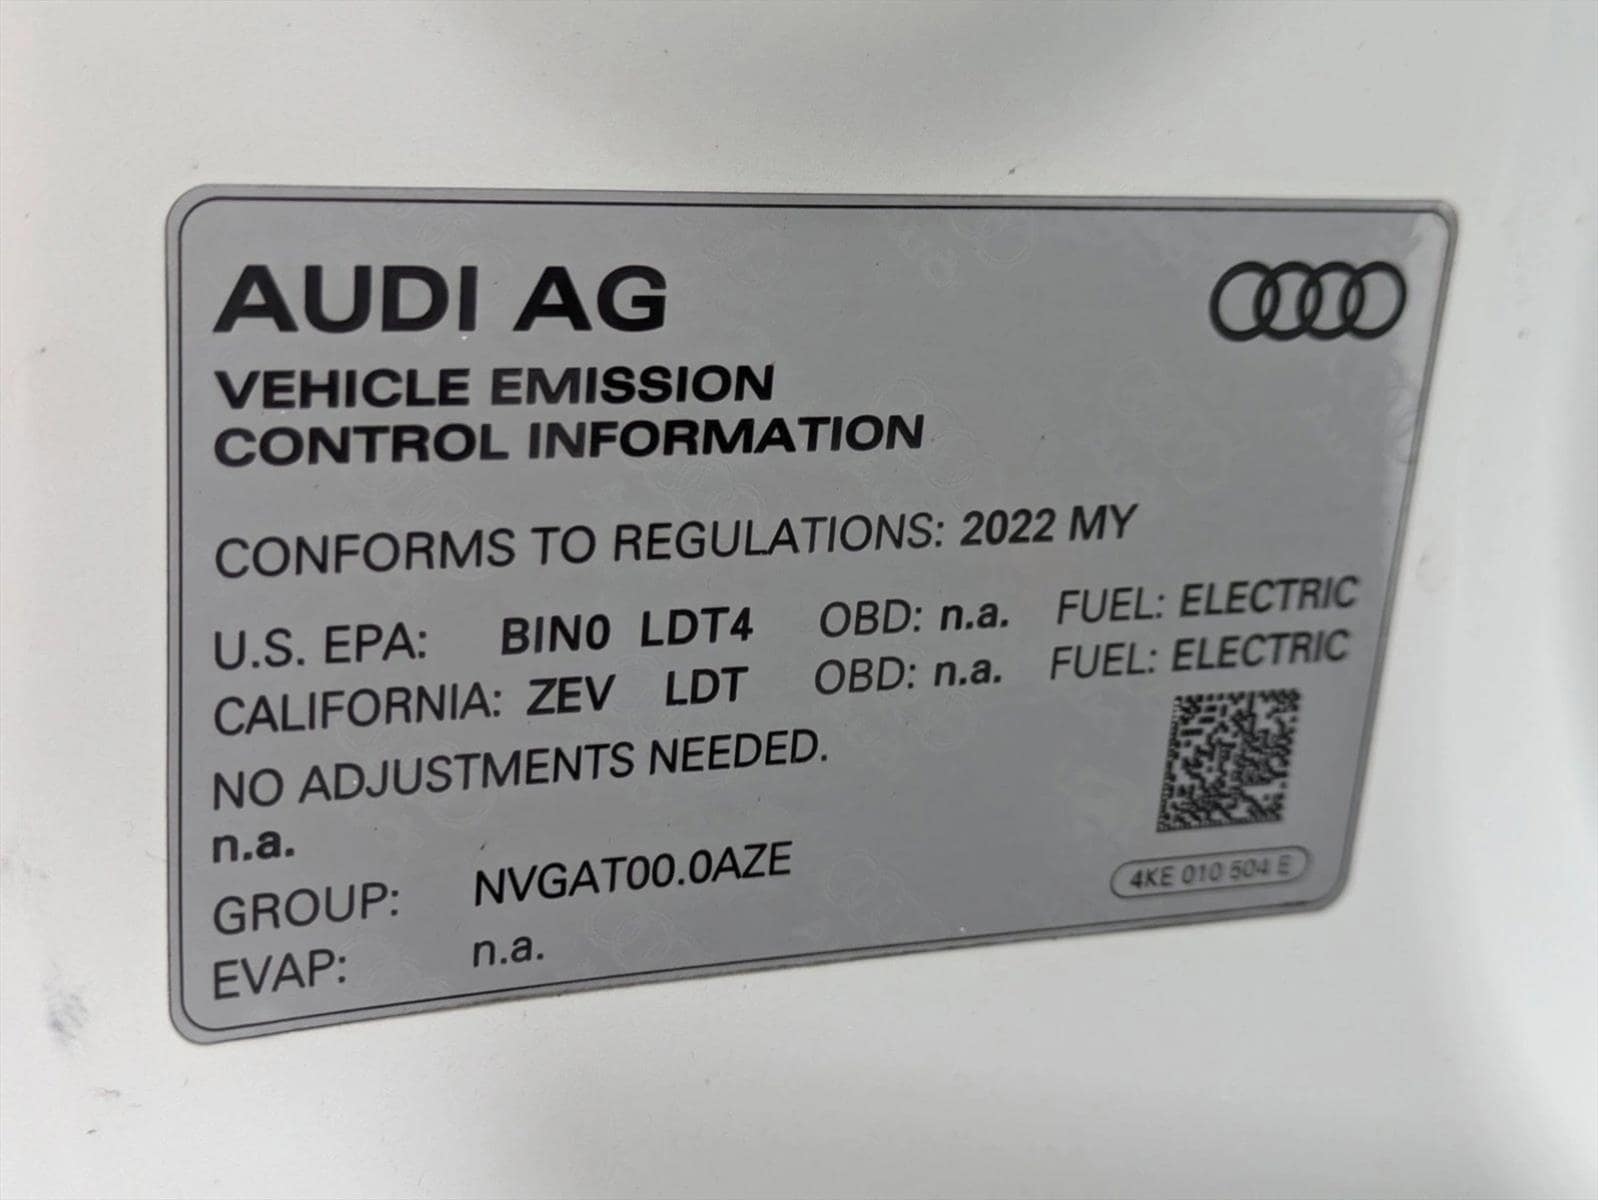 AUDI AG
VEHICLE EMISSION
CONTROL INFORMATION
CONFORMS TO REGULATIONS: 2022 MY
U.S. EPA: BIN0 LDT4 OBD: n.a. FUEL: ELECTRIC
CALIFORNIA: ZEV LDT OBD: n.a. FUEL: ELECTRIC
NO ADJUSTMENTS NEEDED.
n.a.
GROUP: NVGAT00.0AZE
EVAP: n.a.
4KE 010 504 E